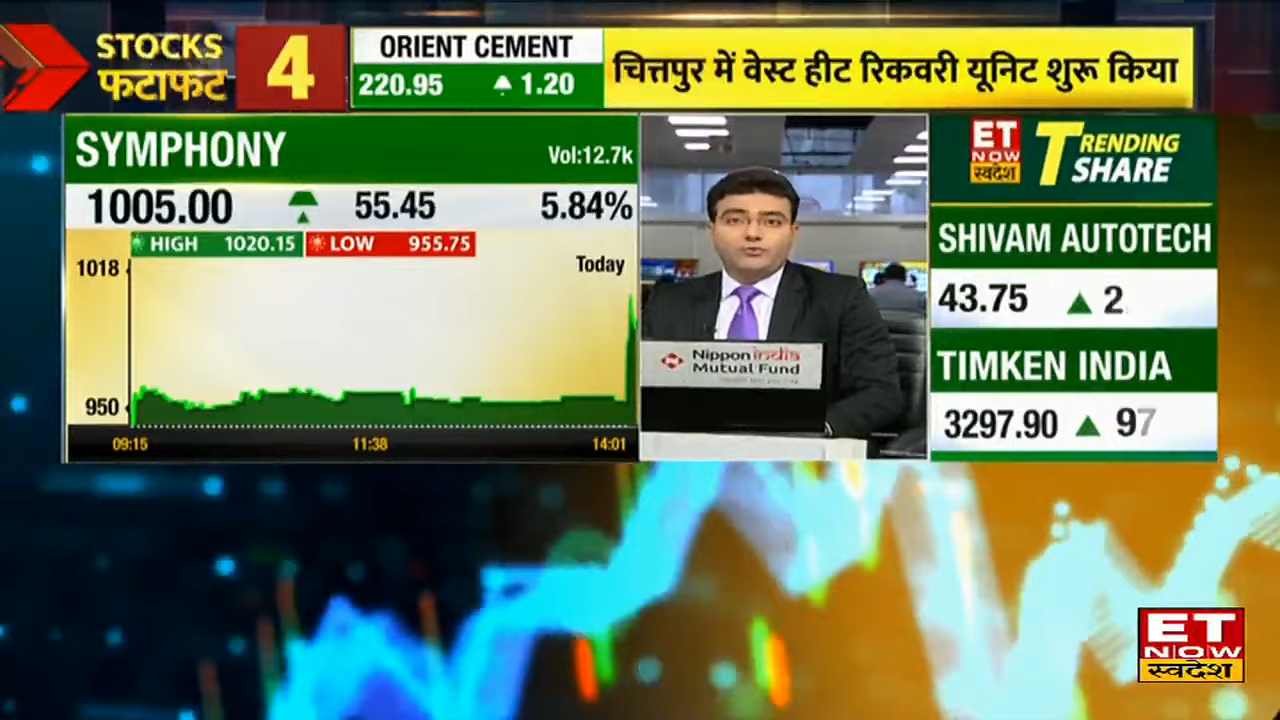 STOCKS
फटाफट
4
ORIENT CEMENT
220.95 ▲ 1.20
चित्तपुर में वेस्ट हीट रिकवरी यूनिट शुरू किया
SYMPHONY
Vol:12.7k
1005.00 ▲ 55.45 5.84%
HIGH 1020.15 LOW 955.75
1018
Today
950
09:15 11:38 14:01
Nippon india
Mutual Fund
ET
NOW
स्वदेश
TRENDING
SHARE
SHIVAM AUTOTECH
43.75 ▲ 2
TIMKEN INDIA
3297.90 ▲ 97
ET
NOW
स्वदेश